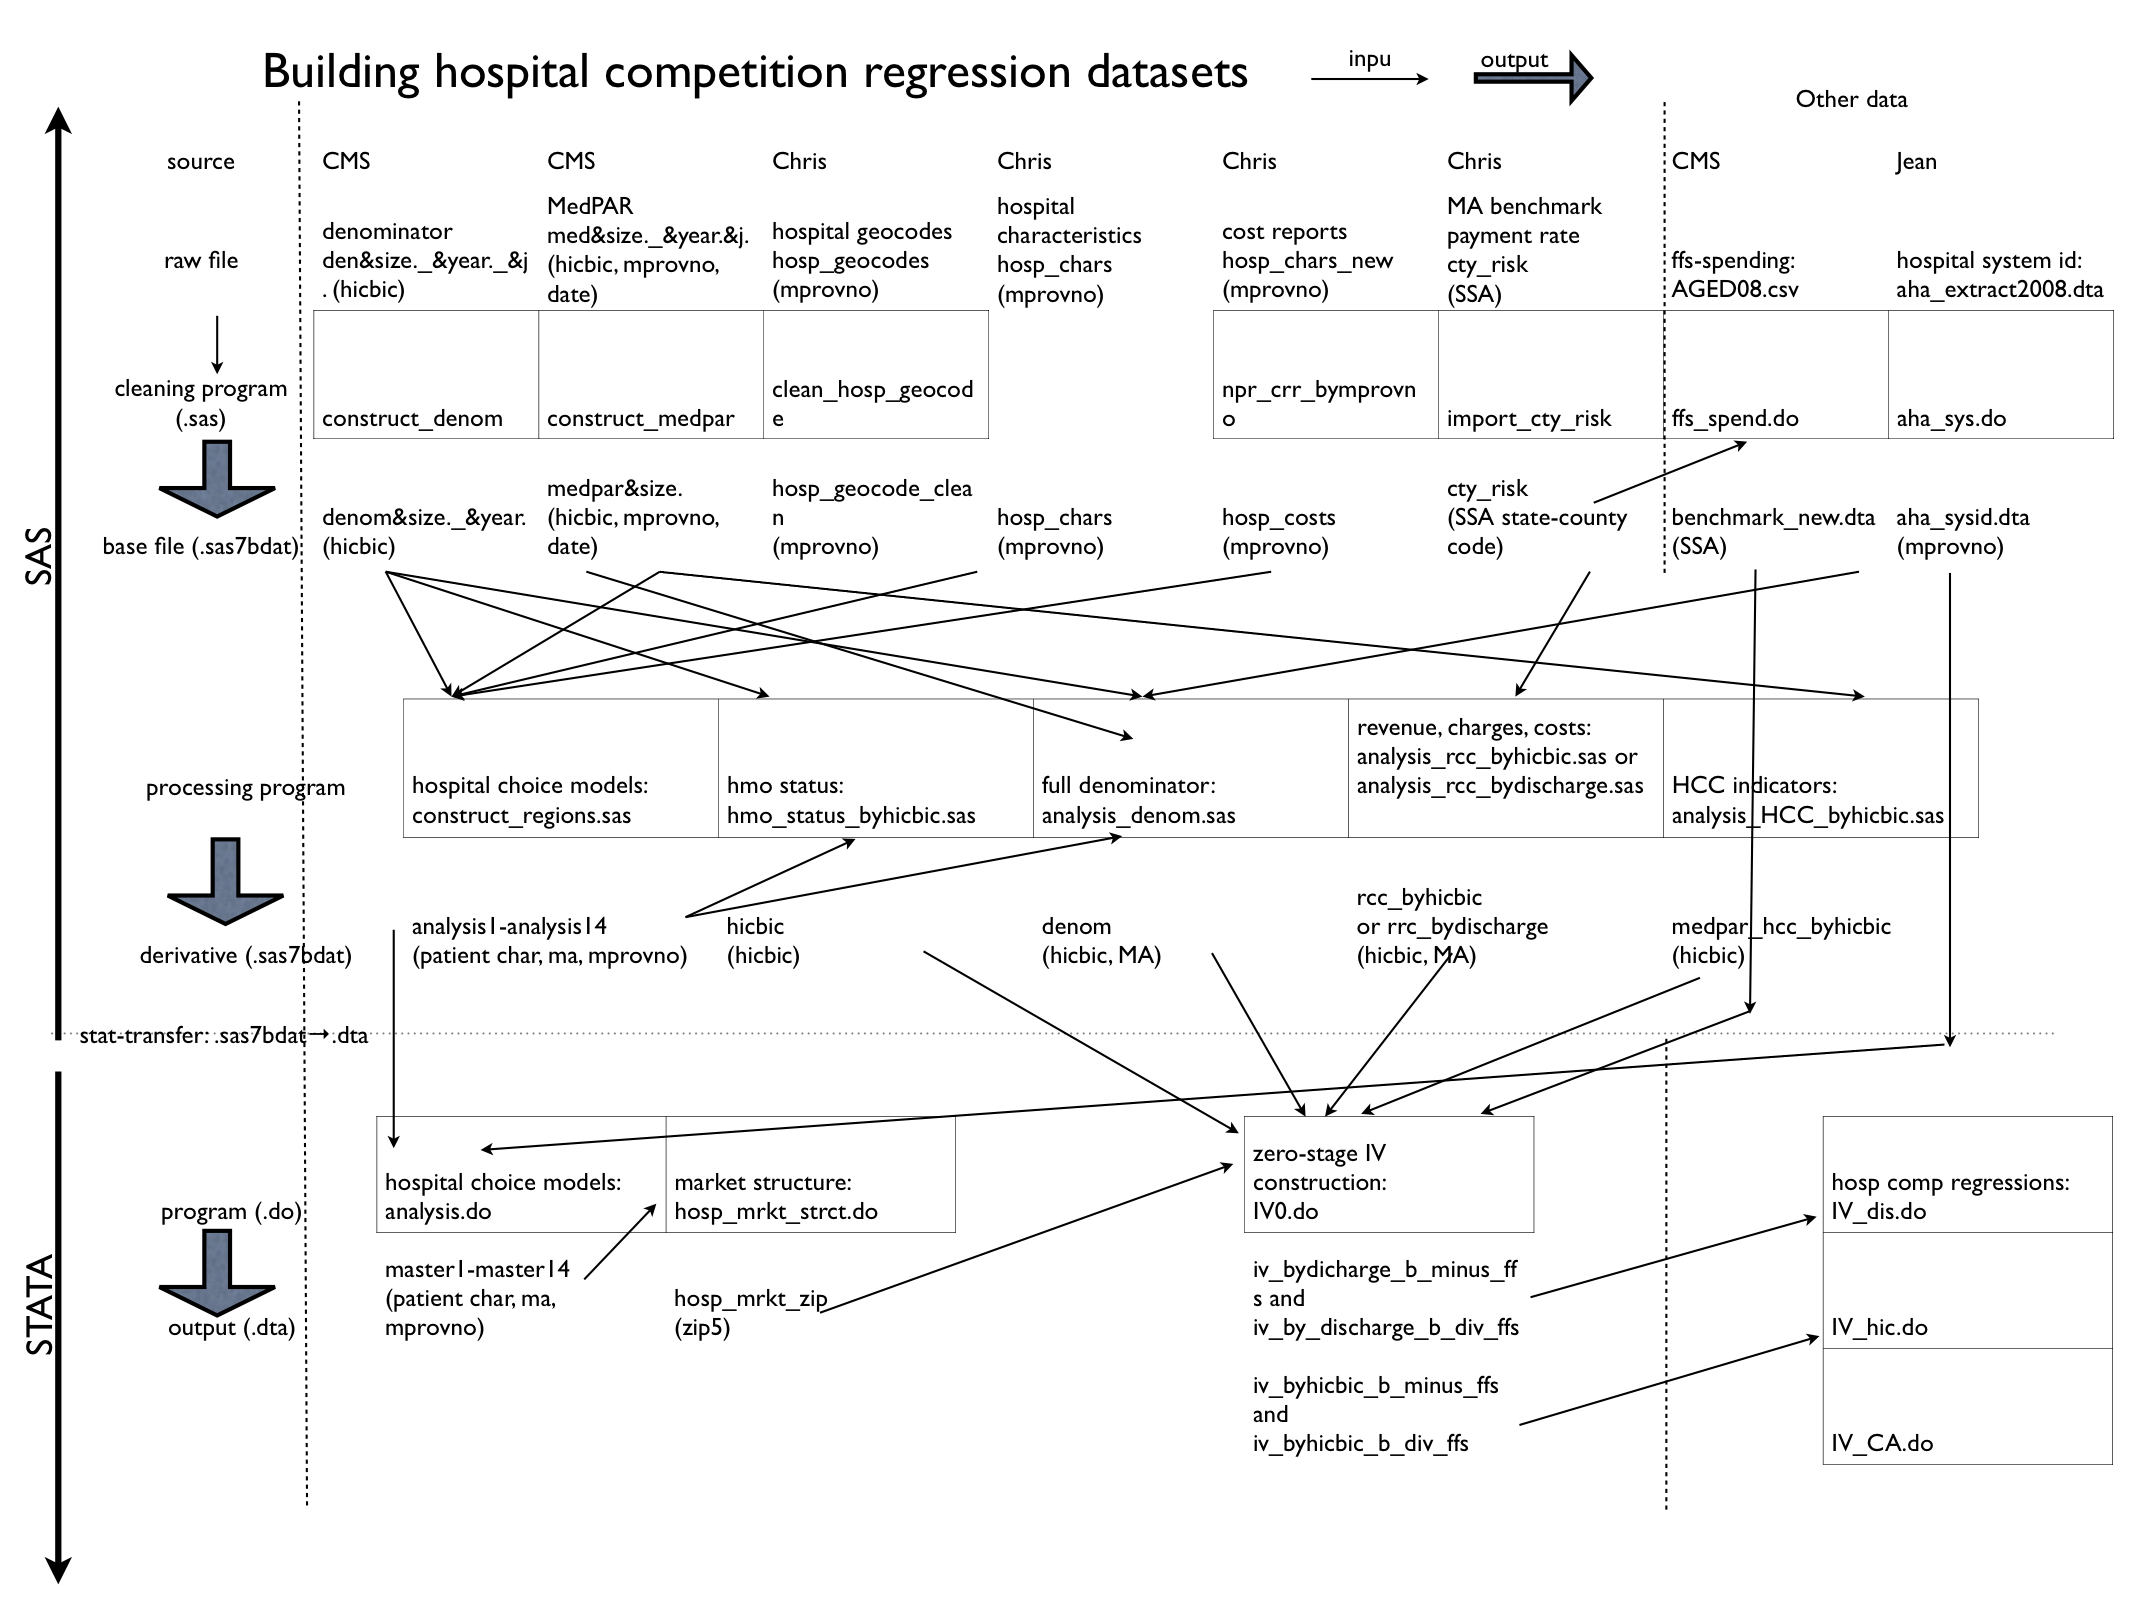 Building hospital competition regression datasets
inpu
output
Other data
source
CMS
CMS
Chris
Chris
Chris
Chris
CMS
Jean
raw file
denominator
den&size._&year._&j
. (hicbic)
MedPAR
med&size._&year.&j.
(hicbic, mprovno,
date)
hospital geocodes
hosp_geocodes
(mprovno)
hospital
characteristics
hosp_chars
(mprovno)
cost reports
hosp_chars_new
(mprovno)
MA benchmark
payment rate
cty_risk
(SSA)
ffs-spending:
AGED08.csv
hospital system id:
aha_extract2008.dta
cleaning program
(.sas)
construct_denom
construct_medpar
clean_hosp_geocod
e
npr_crr_bymprovn
o
import_cty_risk
ffs_spend.do
aha_sys.do
SAS
base file (.sas7bdat)
denom&size._&year.
(hicbic)
medpar&size.
(hicbic, mprovno,
date)
hosp_geocode_clea
n
(mprovno)
hosp_chars
(mprovno)
hosp_costs
(mprovno)
cty_risk
(SSA state-county
code)
benchmark_new.dta
(SSA)
aha_sysid.dta
(mprovno)
processing program
hospital choice models:
construct_regions.sas
hmo status:
hmo_status_byhicbic.sas
full denominator:
analysis_denom.sas
revenue, charges, costs:
analysis_rcc_byhicbic.sas or
analysis_rcc_bydischarge.sas
HCC indicators:
analysis_HCC_byhicbic.sas
derivative (.sas7bdat)
analysis1-analysis14
(patient char, ma, mprovno)
hicbic
(hicbic)
denom
(hicbic, MA)
rcc_byhicbic
or rrc_bydischarge
(hicbic, MA)
medpar_hcc_byhicbic
(hicbic)
stat-transfer: .sas7bdat→.dta
STATA
program (.do)
hospital choice models:
analysis.do
market structure:
hosp_mrkt_strct.do
zero-stage IV
construction:
IV0.do
hosp comp regressions:
IV_dis.do
output (.dta)
master1-master14
(patient char, ma,
mprovno)
hosp_mrkt_zip
(zip5)
iv_bydicharge_b_minus_ff
s and
iv_by_discharge_b_div_ffs
IV_hic.do
iv_byhicbic_b_minus_ffs
and
iv_byhicbic_b_div_ffs
IV_CA.do